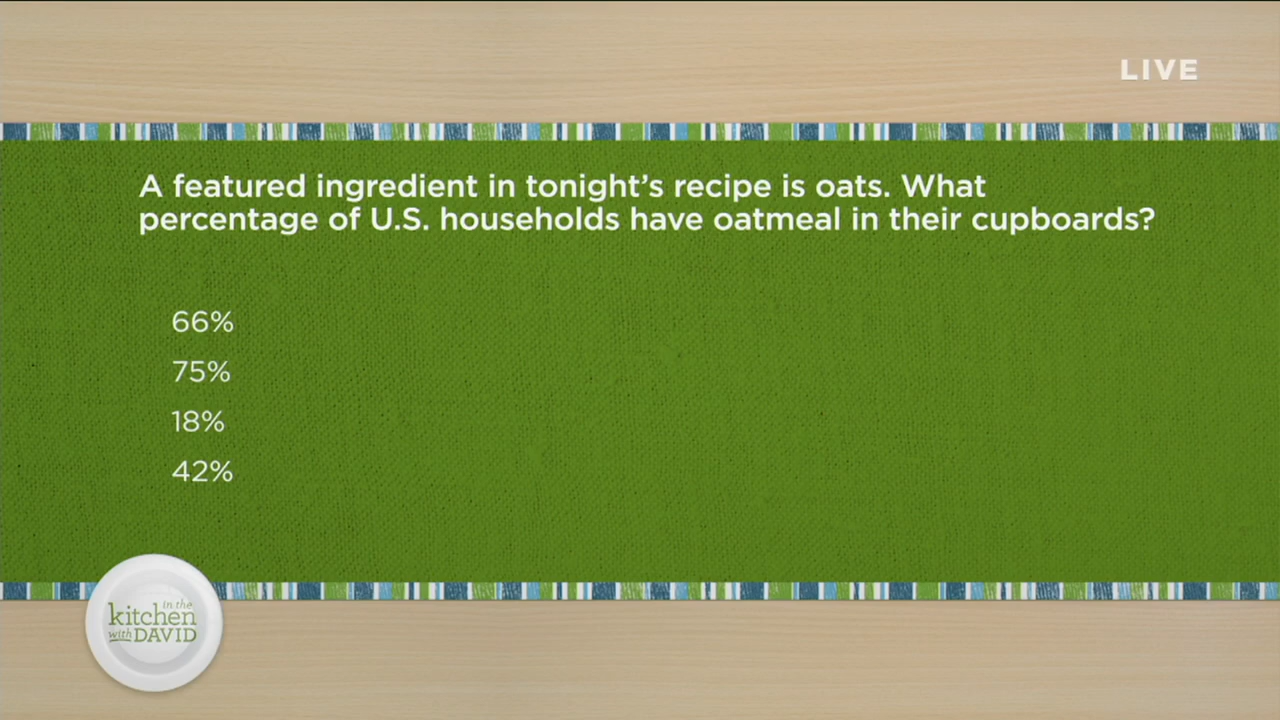 LIVE
A featured ingredient in tonight's recipe is oats. What
percentage of U.S. households have oatmeal in their cupboards?
66%
75%
18%
42%
in the
kitchen
with DAVID